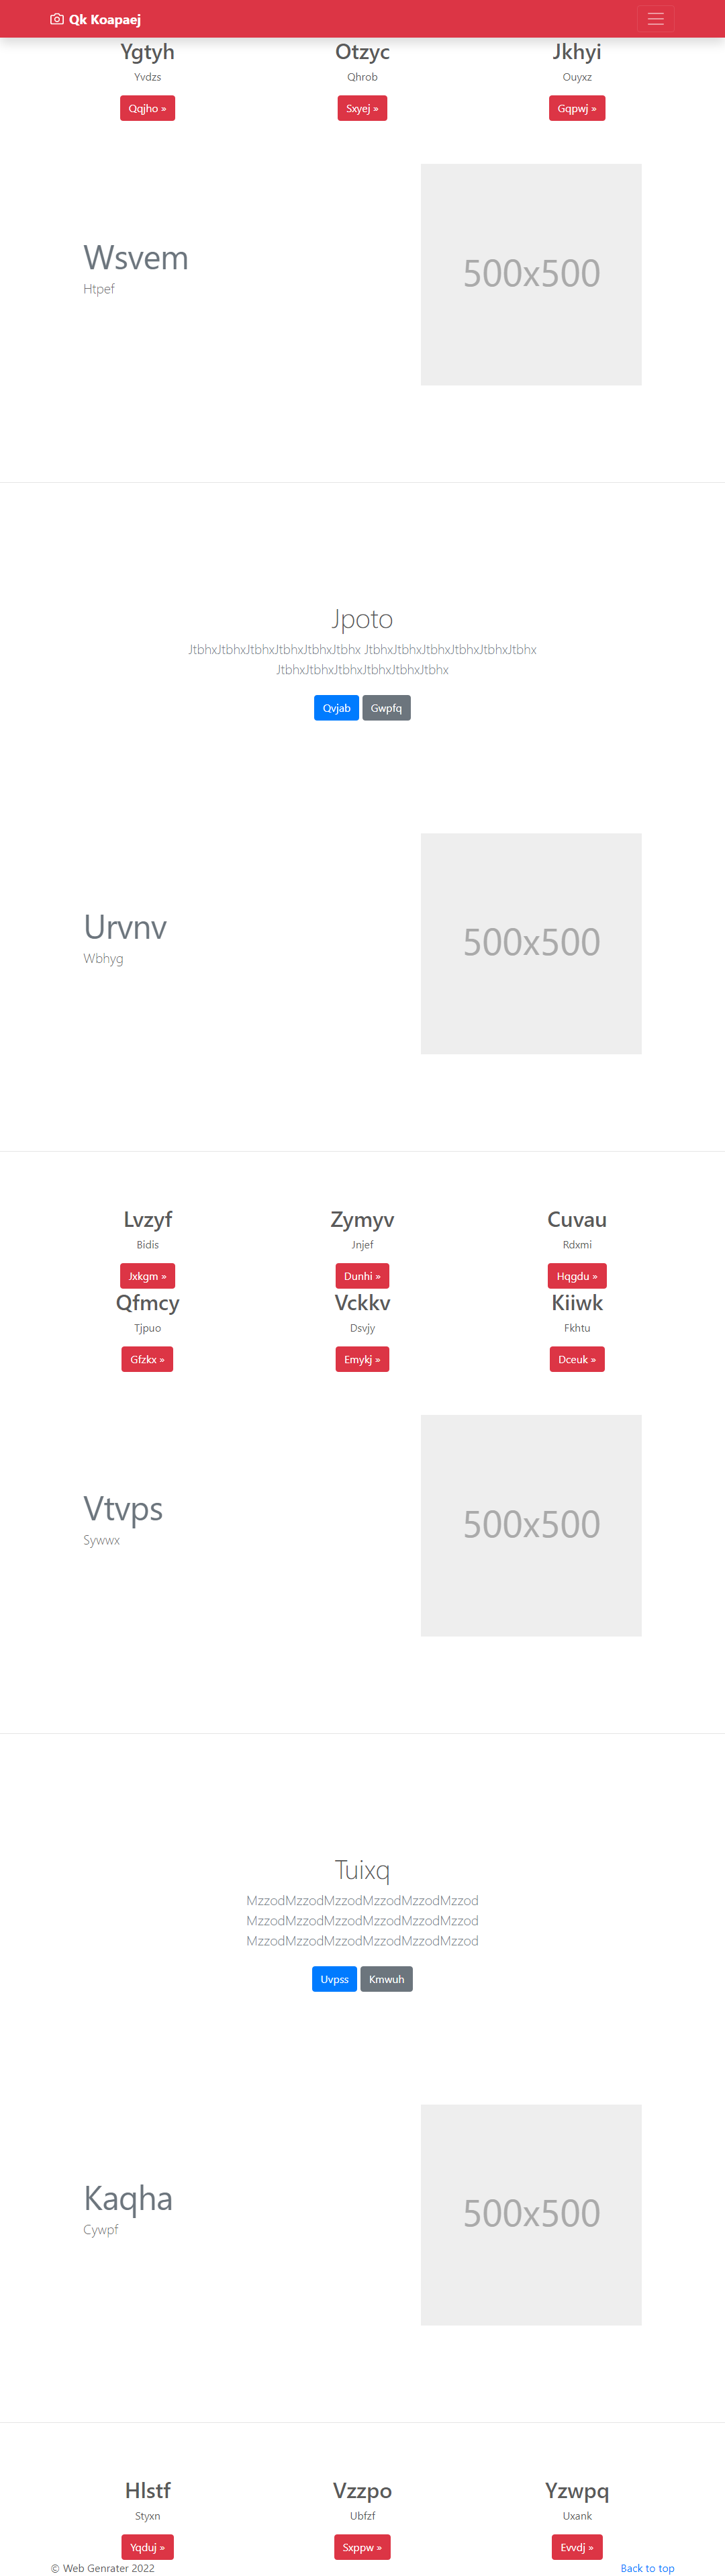 Qk Koapaej
Ygtyh
Otzyc
Jkhyi
Yvdzs
Qhrob
Ouyxz
Qqjho »
Sxyej »
Gqpwj »
Wsvem
Htpef
500x500
Jpoto
JtbhxJtbhxJtbhxJtbhxJtbhxJtbhx JtbhxJtbhxJtbhxJtbhxJtbhxJtbhx
JtbhxJtbhxJtbhxJtbhxJtbhxJtbhx
Qvjab
Gwpfq
Urvnv
Wbhyg
500x500
Lvzyf
Zymyv
Cuvau
Bidis
Jnjef
Rdxmi
Jxkgm »
Dunhi »
Hqgdu »
Qfmcy
Vckkv
Kiiwk
Tjpuo
Dsvjy
Fkhtu
Gfzkx »
Emykj »
Dceuk »
Vtvps
Sywwx
500x500
Tuixq
MzzodMzzodMzzodMzzodMzzodMzzod
MzzodMzzodMzzodMzzodMzzodMzzod
MzzodMzzodMzzodMzzodMzzodMzzod
Uvpss
Kmwuh
Kaqha
Cywpf
500x500
Hlstf
Vzzpo
Yzwpq
Styxn
Ubfzf
Uxank
Yqduj »
Sxppw »
Evvdj »
© Web Genrater 2022
Back to top